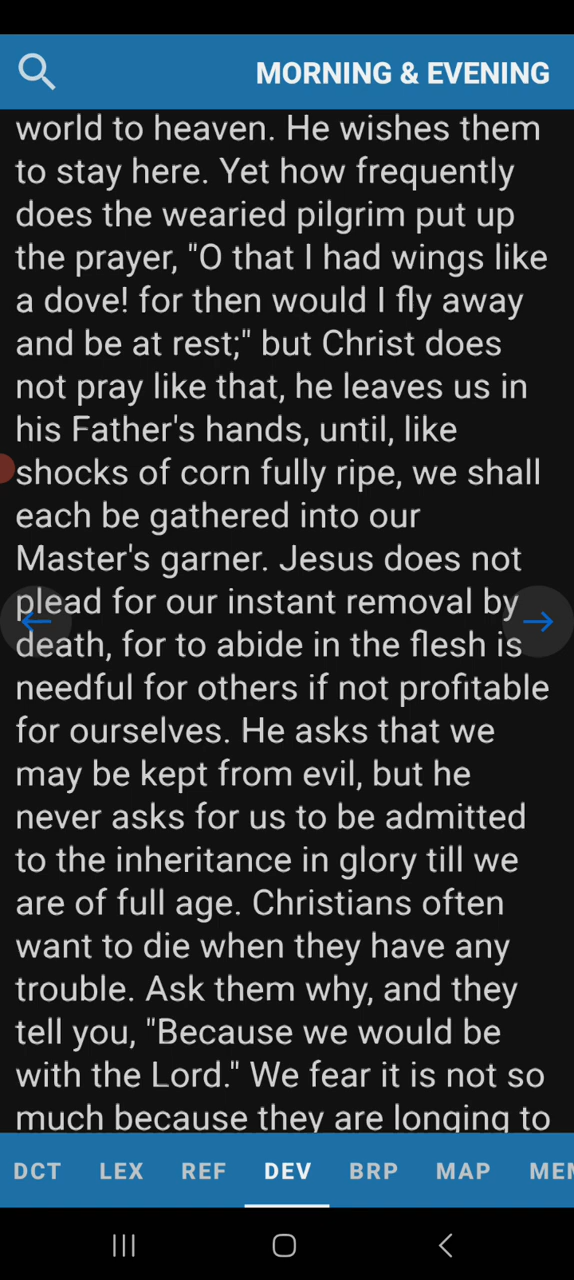 MORNING & EVENING
world to heaven. He wishes them
to stay here. Yet how frequently
does the wearied pilgrim put up
the prayer, "O that I had wings like
a dove! for then would I fly away
and be at rest;" but Christ does
not pray like that, he leaves us in
his Father's hands, until, like
shocks of corn fully ripe, we shall
each be gathered into our
Master's garner. Jesus does not
plead for our instant removal by
death, for to abide in the flesh is
needful for others if not profitable
for ourselves. He asks that we
may be kept from evil, but he
never asks for us to be admitted
to the inheritance in glory till we
are of full age. Christians often
want to die when they have any
trouble. Ask them why, and they
tell you, "Because we would be
with the Lord." We fear it is not so
much because they are longing to
DCT LEX REF DEV BRP MAP MEM